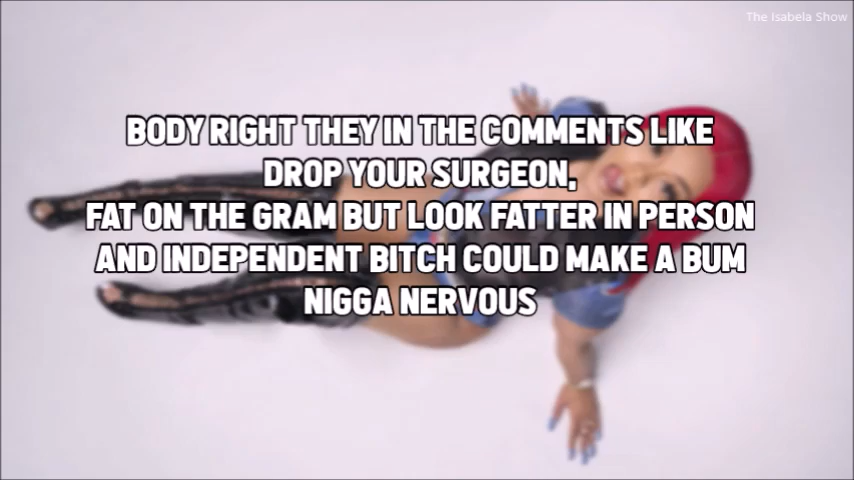 The Isabela Show
BODY RIGHT THEY IN THE COMMENTS LIKE
DROP YOUR SURGEON,
FAT ON THE GRAM BUT LOOK FATTER IN PERSON
AND INDEPENDENT BITCH COULD MAKE A BUM
NIGGA NERVOUS